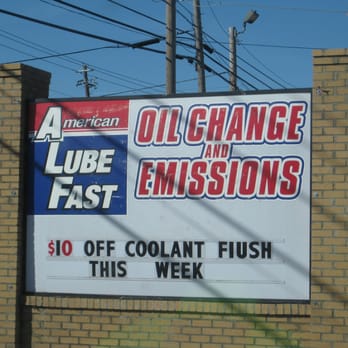 American
Lube
Fast
OIL CHANGE
AND
EMISSIONS
$10 OFF COOLANT FIUSH
THIS WEEK